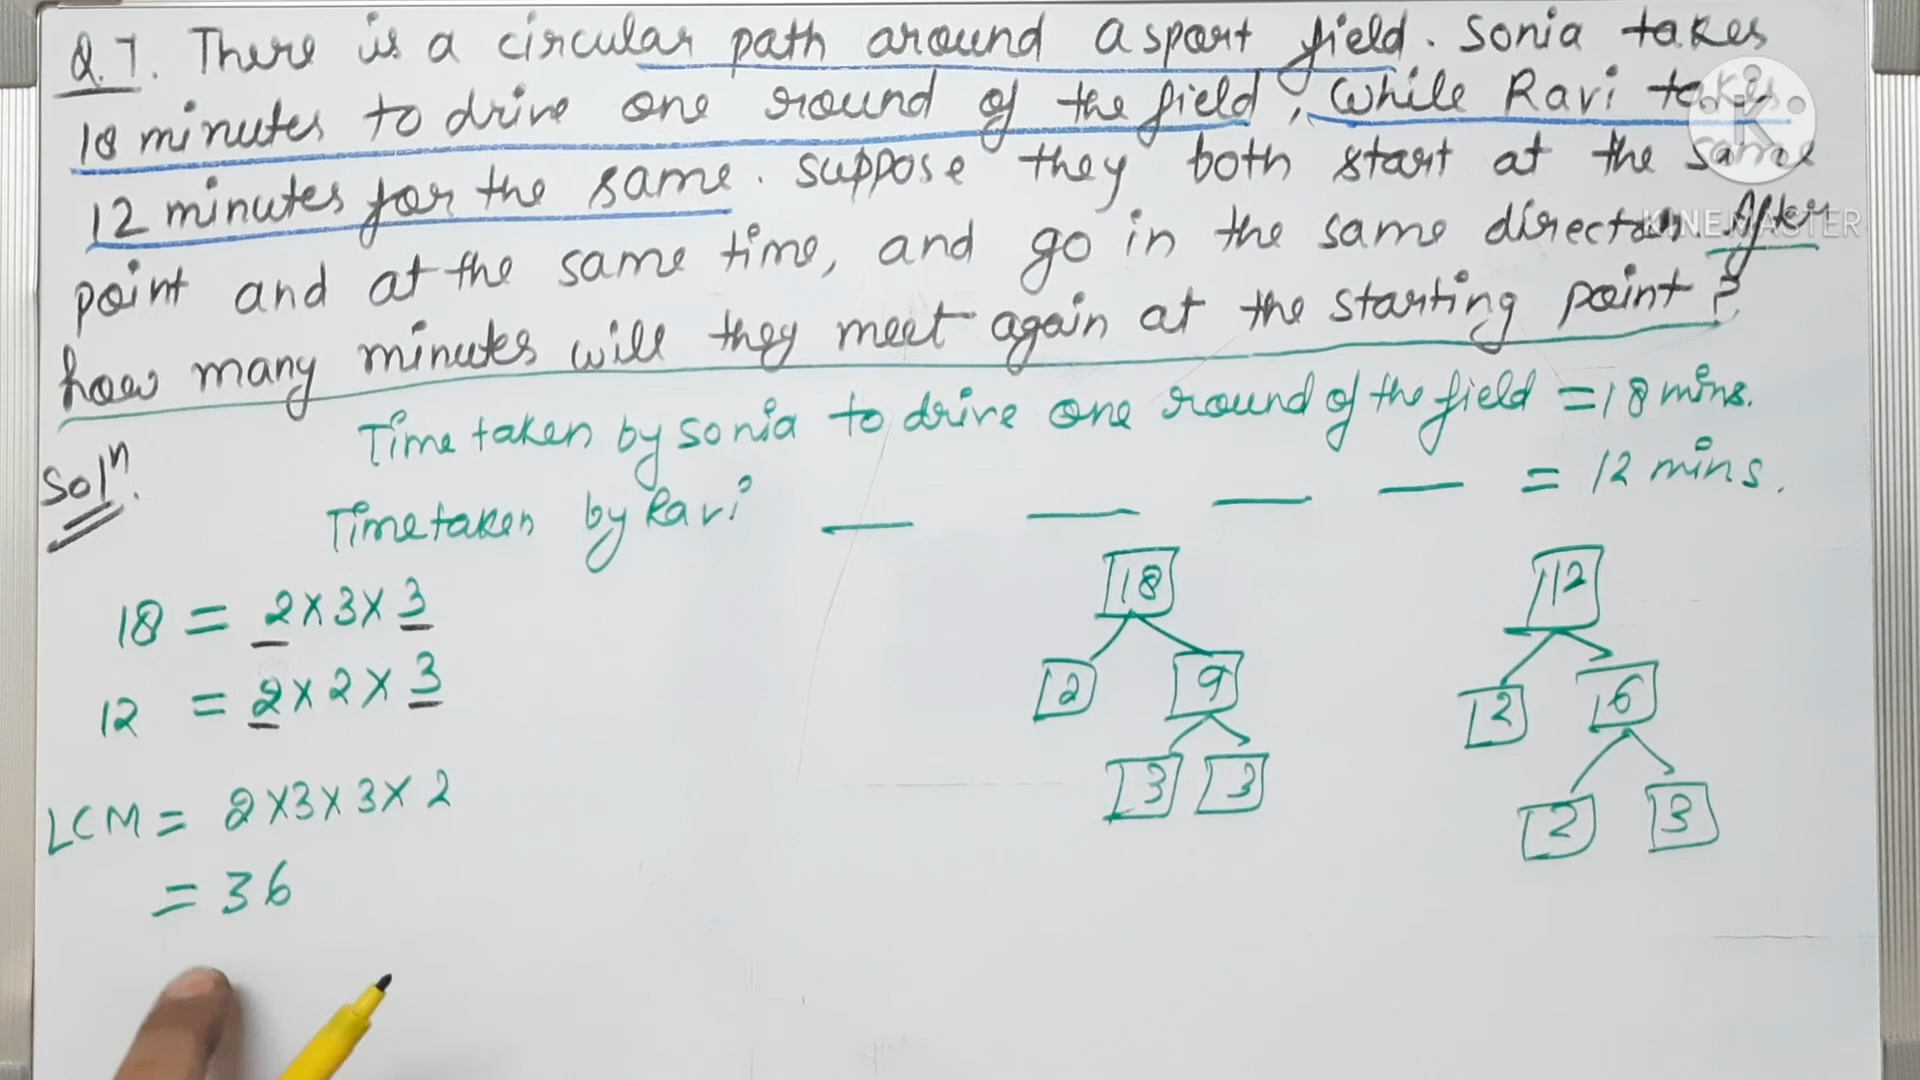 Q.7. There is a circular path around a sport field. Sonia takes
18 minutes to drive one round of the field, while Ravi takes
12 minutes for the same. suppose they both start at the same
point and at the same time, and go in the same direction. After
how many minutes will they meet again at the starting point?
Solⁿ.
Time taken by Sonia to drive one round of the field = 18 mins.
Time taken by Ravi — — — — = 12 mins.
18 = 2×3×3
12 = 2×2×3
LCM = 2×3×3×2
= 36
18
2 9
3 3
12
2 6
2 3
K
KINEMASTER